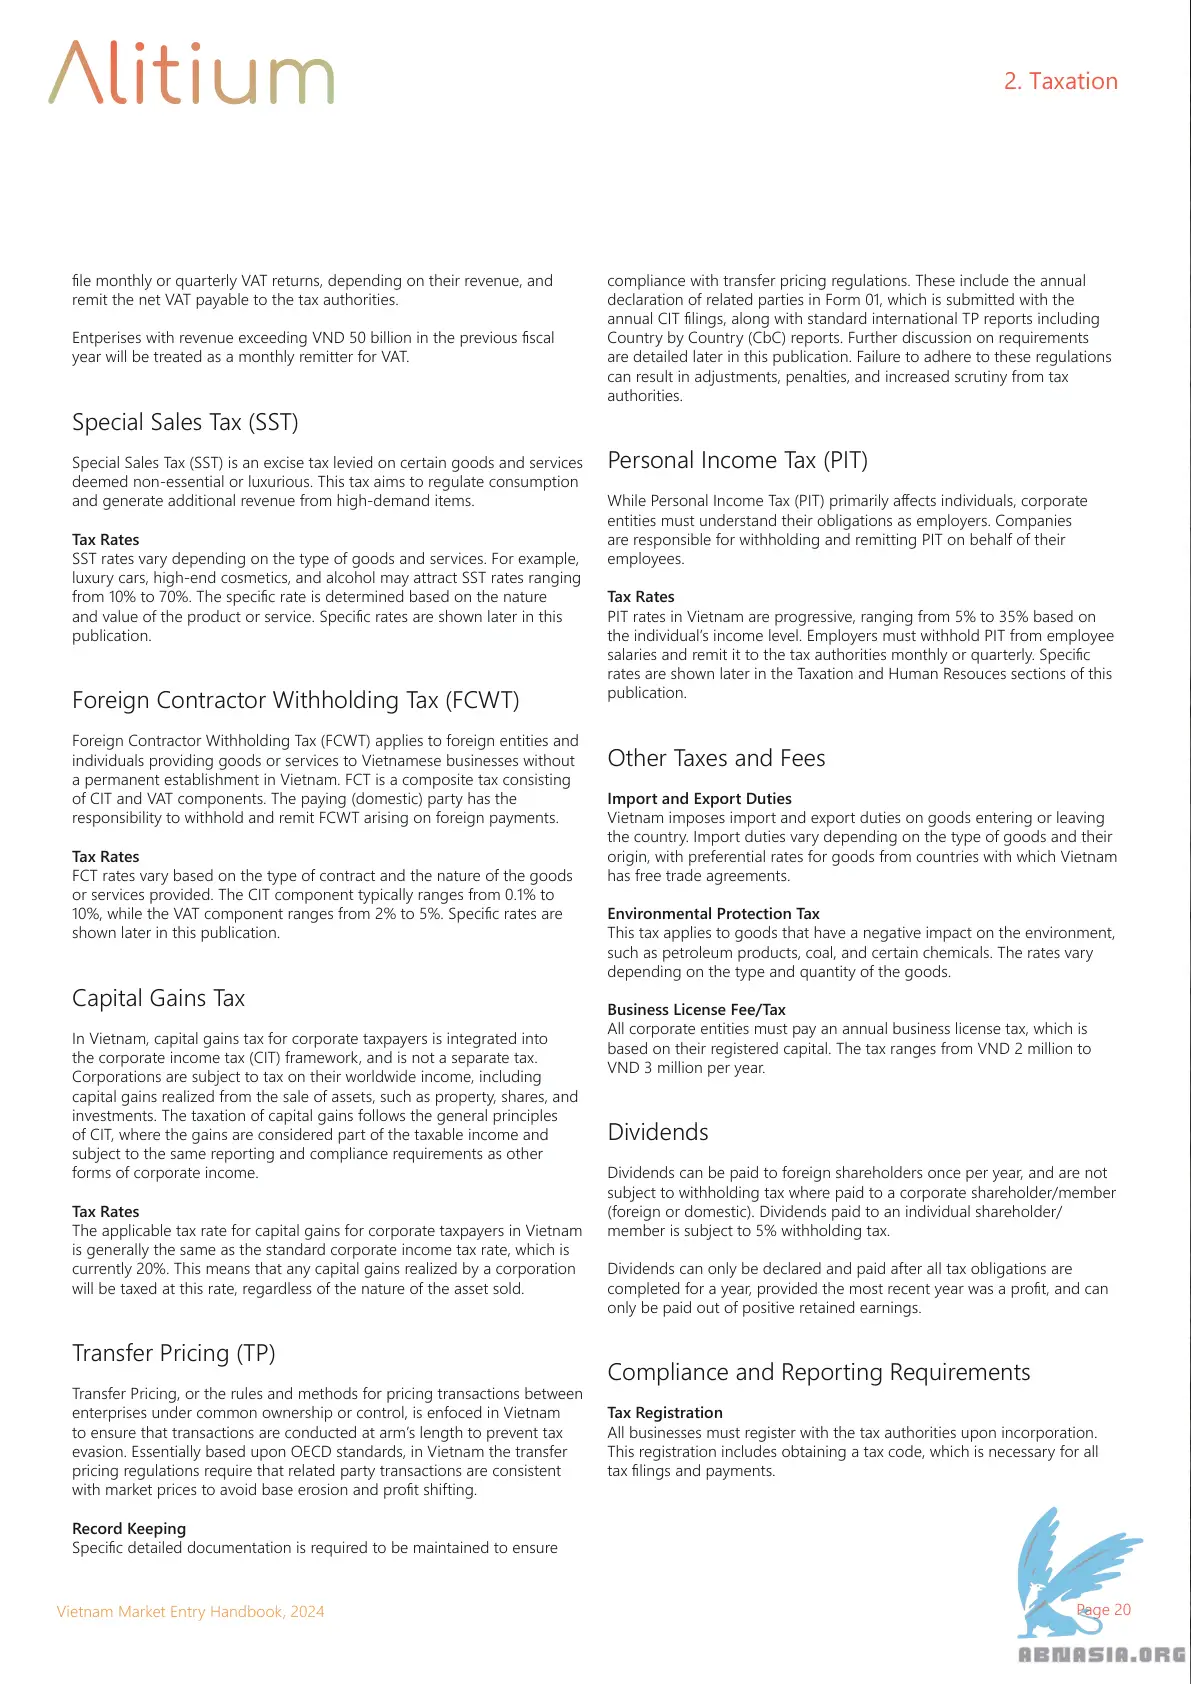 Alitium
2. Taxation
file monthly or quarterly VAT returns, depending on their revenue, and
remit the net VAT payable to the tax authorities.
Entperises with revenue exceeding VND 50 billion in the previous fiscal
year will be treated as a monthly remitter for VAT.
Special Sales Tax (SST)
Special Sales Tax (SST) is an excise tax levied on certain goods and services
deemed non-essential or luxurious. This tax aims to regulate consumption
and generate additional revenue from high-demand items.
Tax Rates
SST rates vary depending on the type of goods and services. For example,
luxury cars, high-end cosmetics, and alcohol may attract SST rates ranging
from 10% to 70%. The specific rate is determined based on the nature
and value of the product or service. Specific rates are shown later in this
publication.
Foreign Contractor Withholding Tax (FCWT)
Foreign Contractor Withholding Tax (FCWT) applies to foreign entities and
individuals providing goods or services to Vietnamese businesses without
a permanent establishment in Vietnam. FCT is a composite tax consisting
of CIT and VAT components. The paying (domestic) party has the
responsibility to withhold and remit FCWT arising on foreign payments.
Tax Rates
FCT rates vary based on the type of contract and the nature of the goods
or services provided. The CIT component typically ranges from 0.1% to
10%, while the VAT component ranges from 2% to 5%. Specific rates are
shown later in this publication.
Capital Gains Tax
In Vietnam, capital gains tax for corporate taxpayers is integrated into
the corporate income tax (CIT) framework, and is not a separate tax.
Corporations are subject to tax on their worldwide income, including
capital gains realized from the sale of assets, such as property, shares, and
investments. The taxation of capital gains follows the general principles
of CIT, where the gains are considered part of the taxable income and
subject to the same reporting and compliance requirements as other
forms of corporate income.
Tax Rates
The applicable tax rate for capital gains for corporate taxpayers in Vietnam
is generally the same as the standard corporate income tax rate, which is
currently 20%. This means that any capital gains realized by a corporation
will be taxed at this rate, regardless of the nature of the asset sold.
Transfer Pricing (TP)
Transfer Pricing, or the rules and methods for pricing transactions between
enterprises under common ownership or control, is enfoced in Vietnam
to ensure that transactions are conducted at arm's length to prevent tax
evasion. Essentially based upon OECD standards, in Vietnam the transfer
pricing regulations require that related party transactions are consistent
with market prices to avoid base erosion and profit shifting.
Record Keeping
Specific detailed documentation is required to be maintained to ensure
compliance with transfer pricing regulations. These include the annual
declaration of related parties in Form 01, which is submitted with the
annual CIT filings, along with standard international TP reports including
Country by Country (CbC) reports. Further discussion on requirements
are detailed later in this publication. Failure to adhere to these regulations
can result in adjustments, penalties, and increased scrutiny from tax
authorities.
Personal Income Tax (PIT)
While Personal Income Tax (PIT) primarily affects individuals, corporate
entities must understand their obligations as employers. Companies
are responsible for withholding and remitting PIT on behalf of their
employees.
Tax Rates
PIT rates in Vietnam are progressive, ranging from 5% to 35% based on
the individual's income level. Employers must withhold PIT from employee
salaries and remit it to the tax authorities monthly or quarterly. Specific
rates are shown later in the Taxation and Human Resouces sections of this
publication.
Other Taxes and Fees
Import and Export Duties
Vietnam imposes import and export duties on goods entering or leaving
the country. Import duties vary depending on the type of goods and their
origin, with preferential rates for goods from countries with which Vietnam
has free trade agreements.
Environmental Protection Tax
This tax applies to goods that have a negative impact on the environment,
such as petroleum products, coal, and certain chemicals. The rates vary
depending on the type and quantity of the goods.
Business License Fee/Tax
All corporate entities must pay an annual business license tax, which is
based on their registered capital. The tax ranges from VND 2 million to
VND 3 million per year.
Dividends
Dividends can be paid to foreign shareholders once per year, and are not
subject to withholding tax where paid to a corporate shareholder/member
(foreign or domestic). Dividends paid to an individual shareholder/
member is subject to 5% withholding tax.
Dividends can only be declared and paid after all tax obligations are
completed for a year, provided the most recent year was a profit, and can
only be paid out of positive retained earnings.
Compliance and Reporting Requirements
Tax Registration
All businesses must register with the tax authorities upon incorporation.
This registration includes obtaining a tax code, which is necessary for all
tax filings and payments.
Vietnam Market Entry Handbook, 2024
Page 20
ABNASIA.ORG